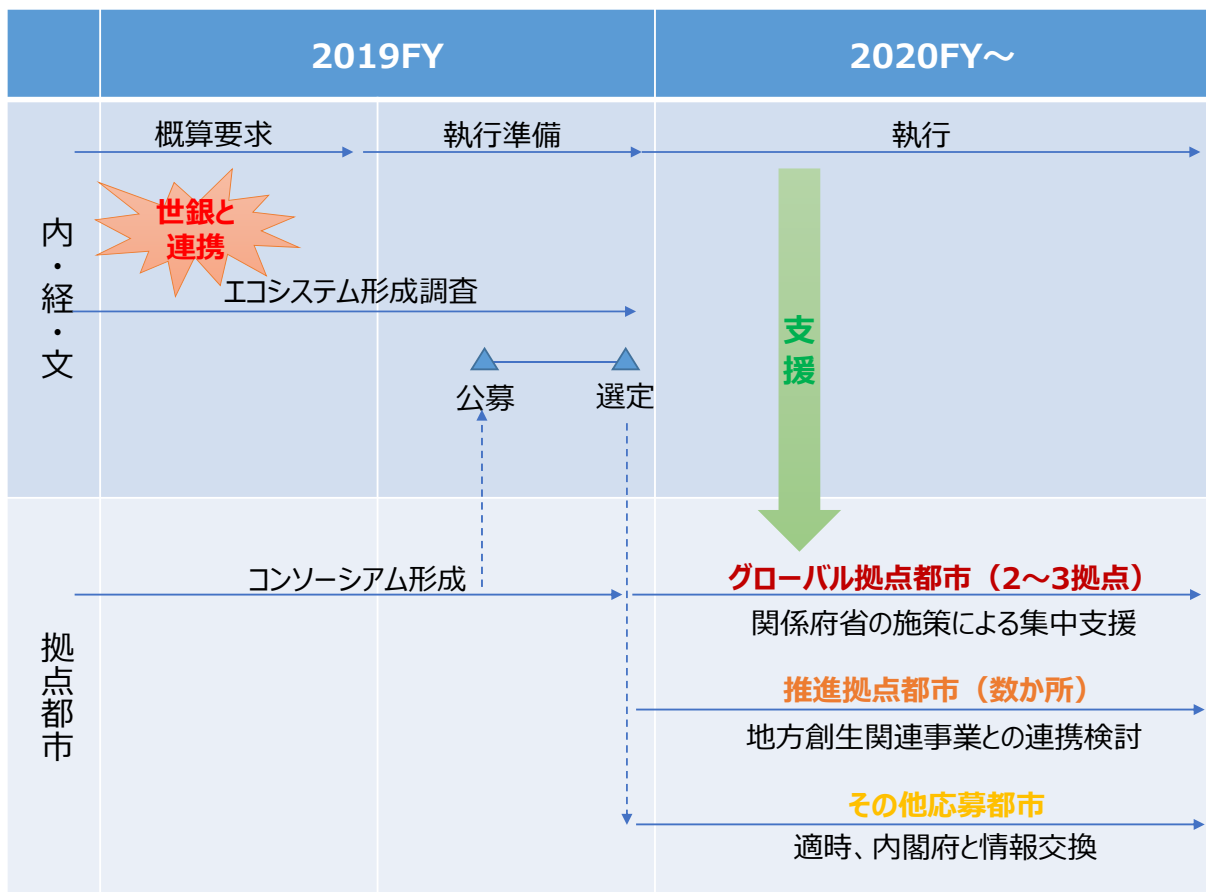 2019FY
2020FY～
概算要求
執行準備
執行
内・経・文
世銀と
連携
エコシステム形成調査
公募
選定
支援
拠点都市
コンソーシアム形成
グローバル拠点都市（2～3拠点）
関係府省の施策による集中支援
推進拠点都市（数か所）
地方創生関連事業との連携検討
その他応募都市
適時、内閣府と情報交換